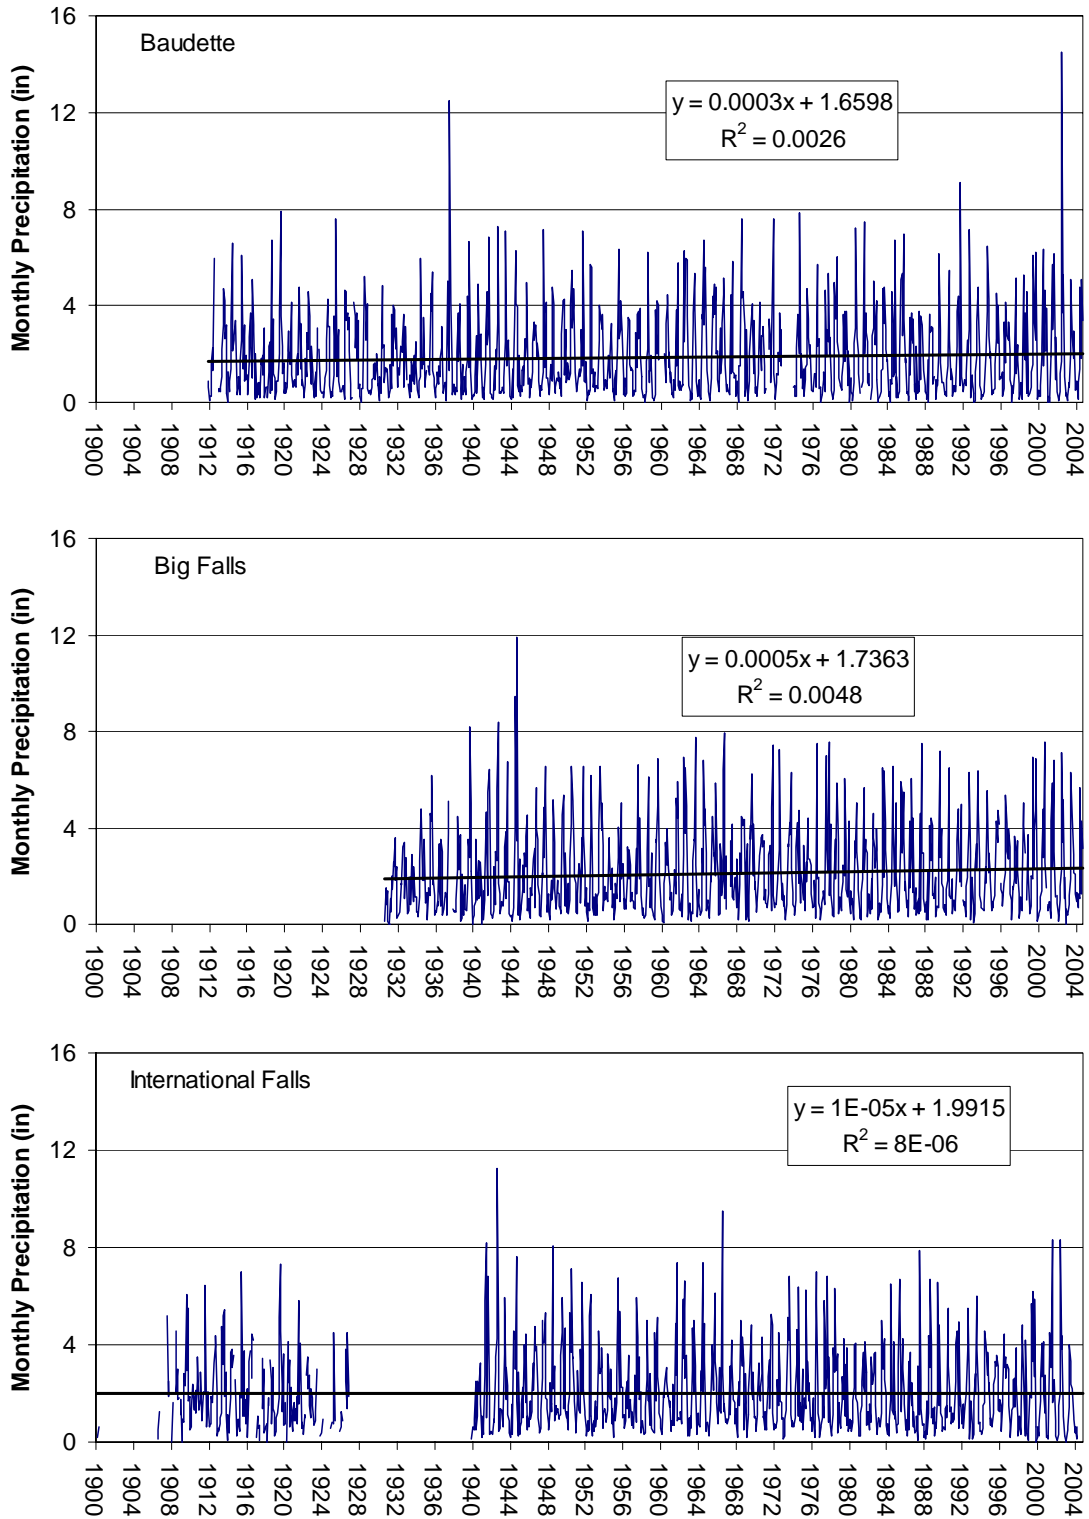 Monthly Precipitation (in)
16
12
8
4
0
Baudette
y = 0.0003x + 1.6598
R² = 0.0026
1900 1904 1908 1912 1916 1920 1924 1928 1932 1936 1940 1944 1948 1952 1956 1960 1964 1968 1972 1976 1980 1984 1988 1992 1996 2000 2004
Monthly Precipitation (in)
16
12
8
4
0
Big Falls
y = 0.0005x + 1.7363
R² = 0.0048
1900 1904 1908 1912 1916 1920 1924 1928 1932 1936 1940 1944 1948 1952 1956 1960 1964 1968 1972 1976 1980 1984 1988 1992 1996 2000 2004
Monthly Precipitation (in)
16
12
8
4
0
International Falls
y = 1E-05x + 1.9915
R² = 8E-06
1900 1904 1908 1912 1916 1920 1924 1928 1932 1936 1940 1944 1948 1952 1956 1960 1964 1968 1972 1976 1980 1984 1988 1992 1996 2000 2004